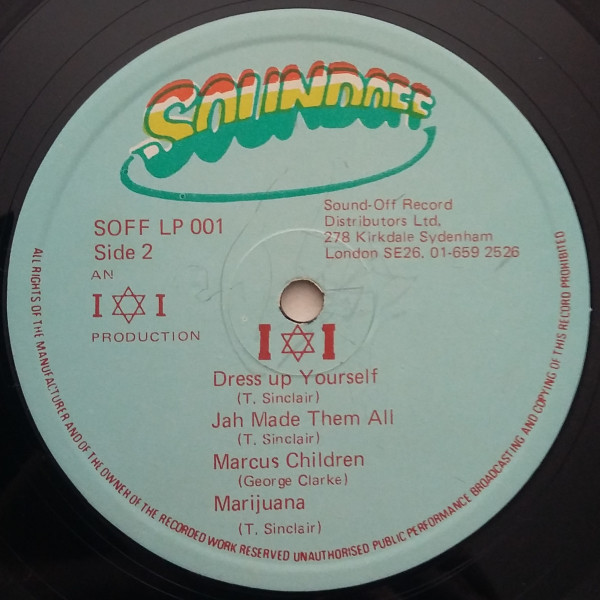 SOUNDOFF
SOFF LP 001
Side 2
Sound-Off Record
Distributors Ltd,
278 Kirkdale Sydenham
London SE26. 01-659 2526
AN
I ✡ I
PRODUCTION
I ✡ I
Dress up Yourself
(T. Sinclair)
Jah Made Them All
(T. Sinclair)
Marcus Children
(George Clarke)
Marijuana
(T. Sinclair)
ALL RIGHTS OF THE MANUFACTURER AND OF THE OWNER OF THE RECORDED WORK RESERVED UNAUTHORISED PUBLIC PERFORMANCE BROADCASTING AND COPYING OF THIS RECORD PROHIBITED